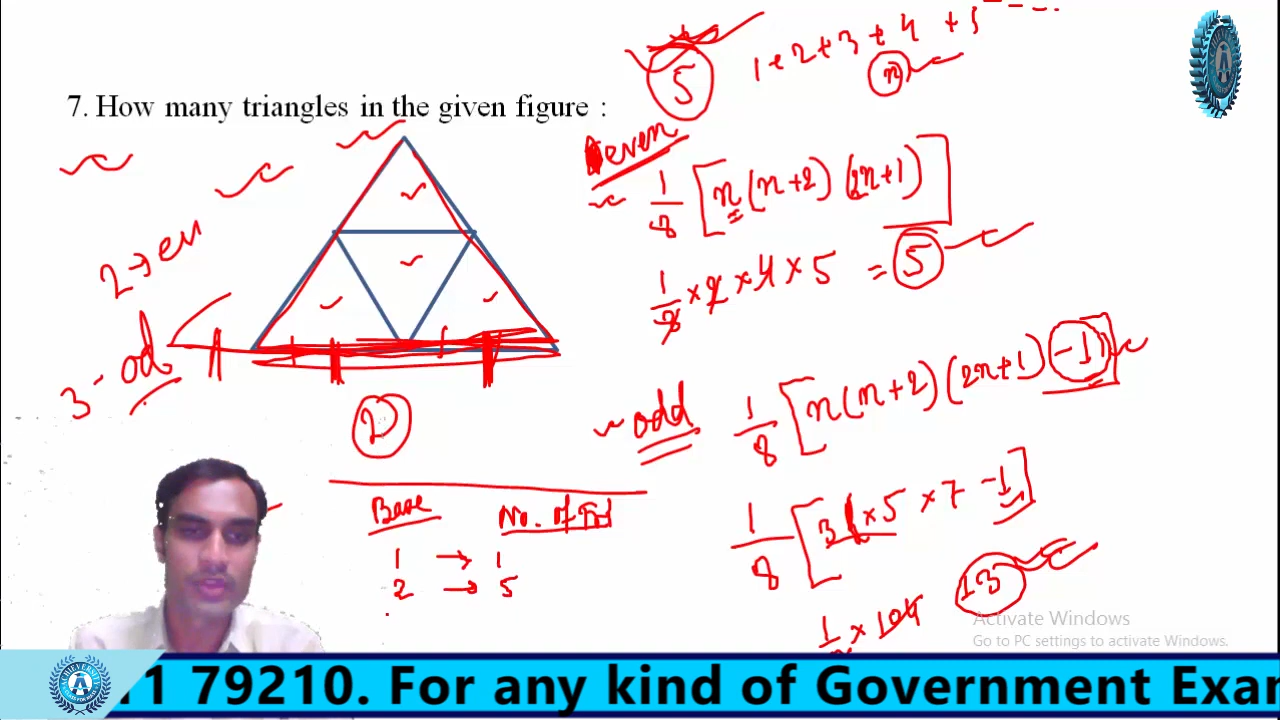 1 + 2 + 3 + 4 + 5 - - -
5
n
7. How many triangles in the given figure :
even
1/8 [n (n+2) (2n+1)]
1/8 × 2 × 4 × 5 = 5
2 →
3 - od
odd 1/8 [n(n+2)(2n+1) -1]
2
1/8 [3 × 5 × 7 -1]
Base No. of
1 → 1
2 → 5
1/8 × 104 13
Activate Windows
Go to PC settings to activate Windows.
11 79210. For any kind of Government Exa